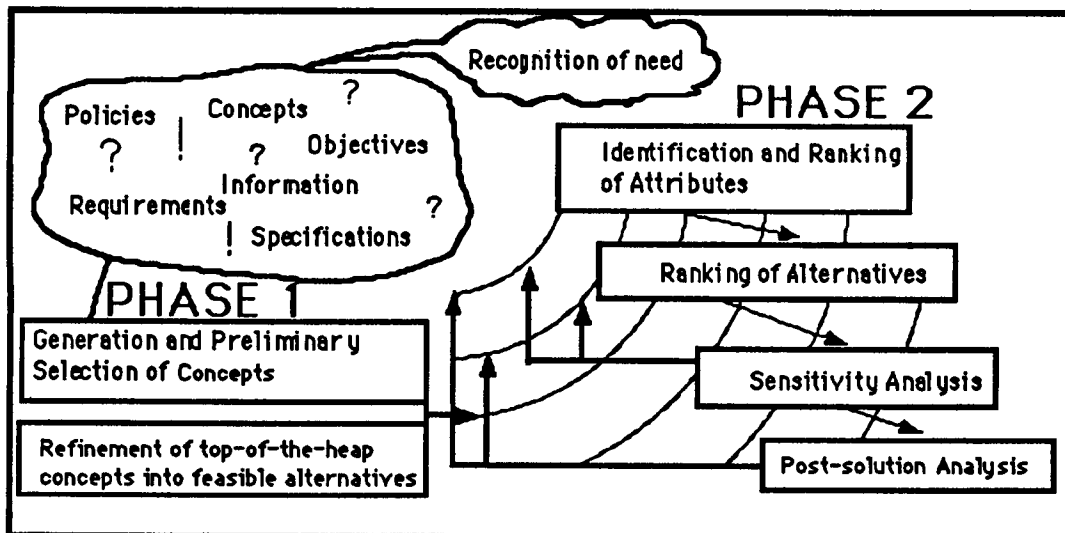 Recognition of need
?
Policies
Concepts
!
?
?
Objectives
Information
Requirements
?
!
Specifications
PHASE 1
Generation and Preliminary
Selection of Concepts
Refinement of top-of-the-heap
concepts into feasible alternatives
PHASE 2
Identification and Ranking
of Attributes
Ranking of Alternatives
Sensitivity Analysis
Post-solution Analysis